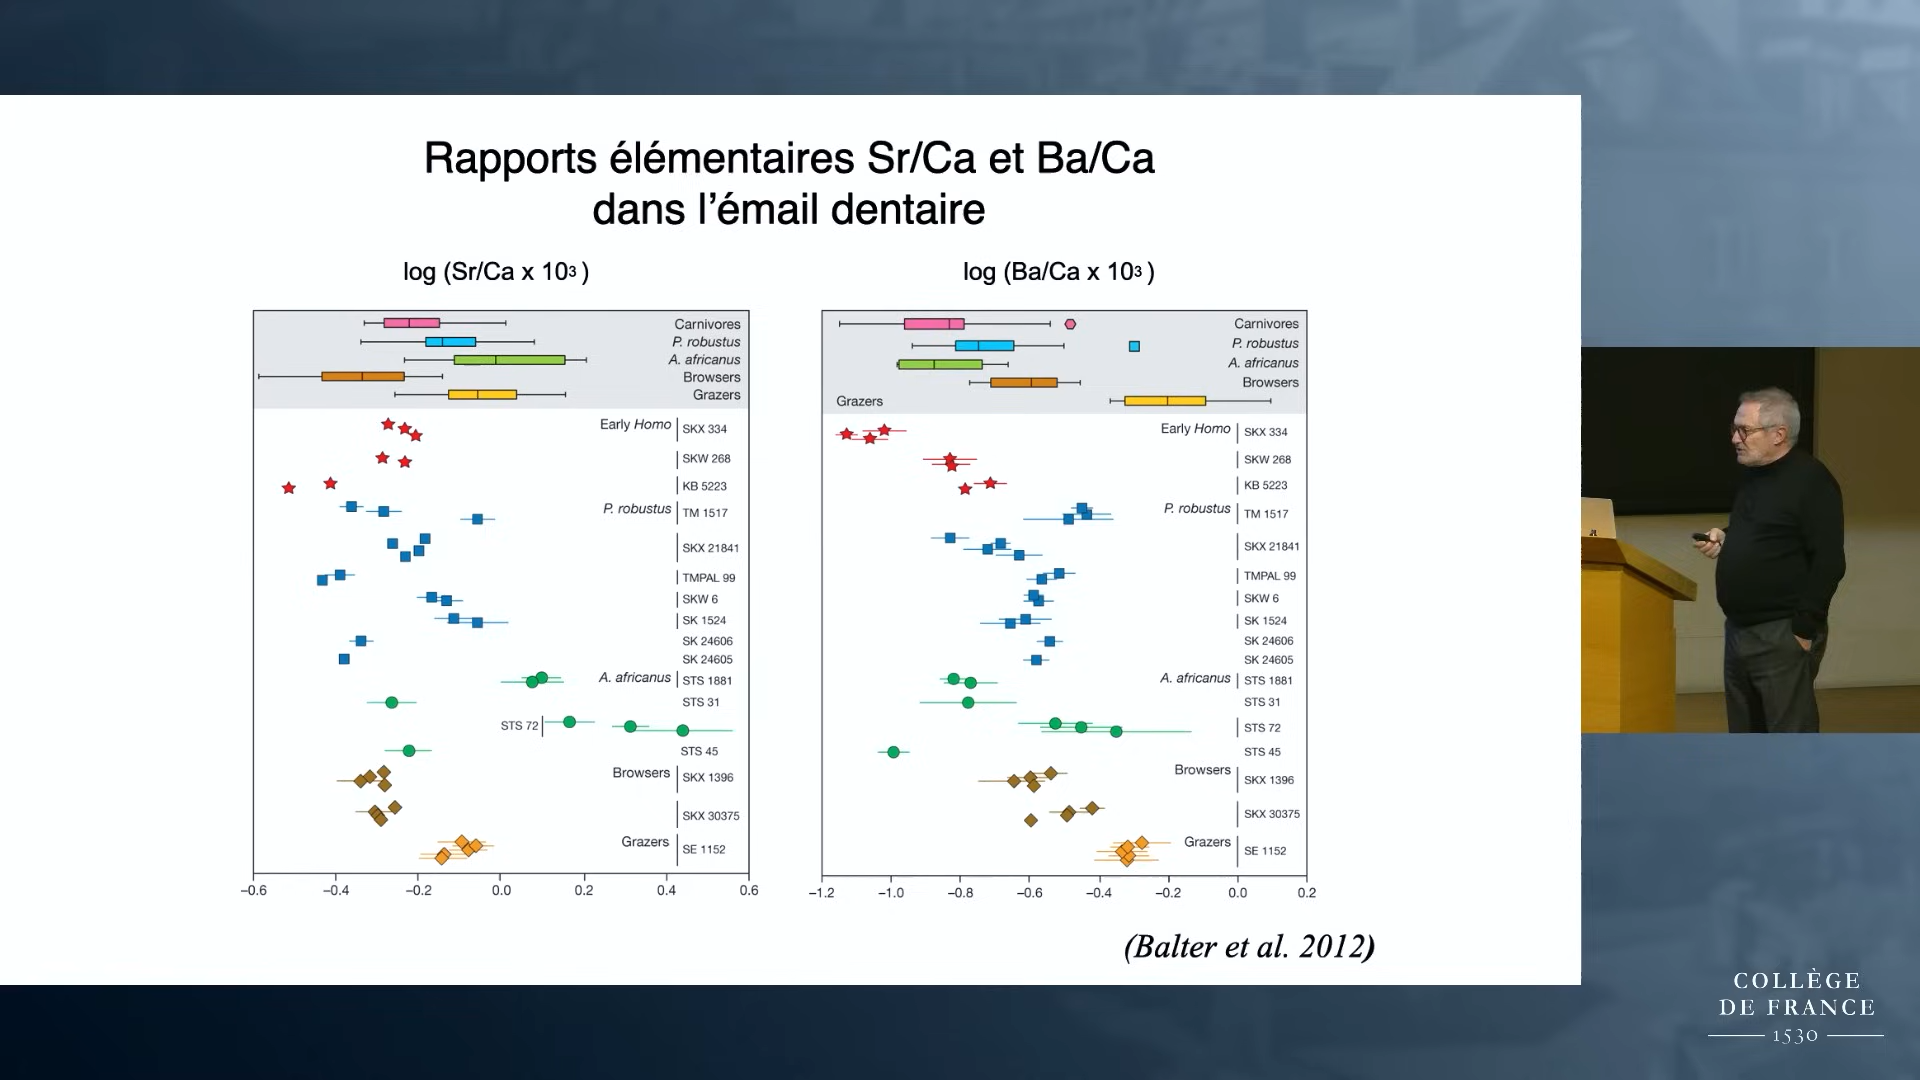 Rapports élémentaires Sr/Ca et Ba/Ca
dans l’émail dentaire
log (Sr/Ca x 10³ )
Carnivores
P. robustus
A. africanus
Browsers
Grazers
Early Homo
SKX 334
SKW 268
KB 5223
P. robustus
TM 1517
SKX 21841
TMPAL 99
SKW 6
SK 1524
SK 24606
SK 24605
A. africanus
STS 1881
STS 31
STS 72
STS 45
Browsers
SKX 1396
SKX 30375
Grazers
SE 1152
−0.6 −0.4 −0.2 0.0 0.2 0.4 0.6
log (Ba/Ca x 10³ )
Carnivores
P. robustus
A. africanus
Browsers
Grazers
Early Homo
SKX 334
SKW 268
KB 5223
P. robustus
TM 1517
SKX 21841
TMPAL 99
SKW 6
SK 1524
SK 24606
SK 24605
A. africanus
STS 1881
STS 31
STS 72
STS 45
Browsers
SKX 1396
SKX 30375
Grazers
SE 1152
−1.2 −1.0 −0.8 −0.6 −0.4 −0.2 0.0 0.2
(Balter et al. 2012)
COLLÈGE
DE FRANCE
1530